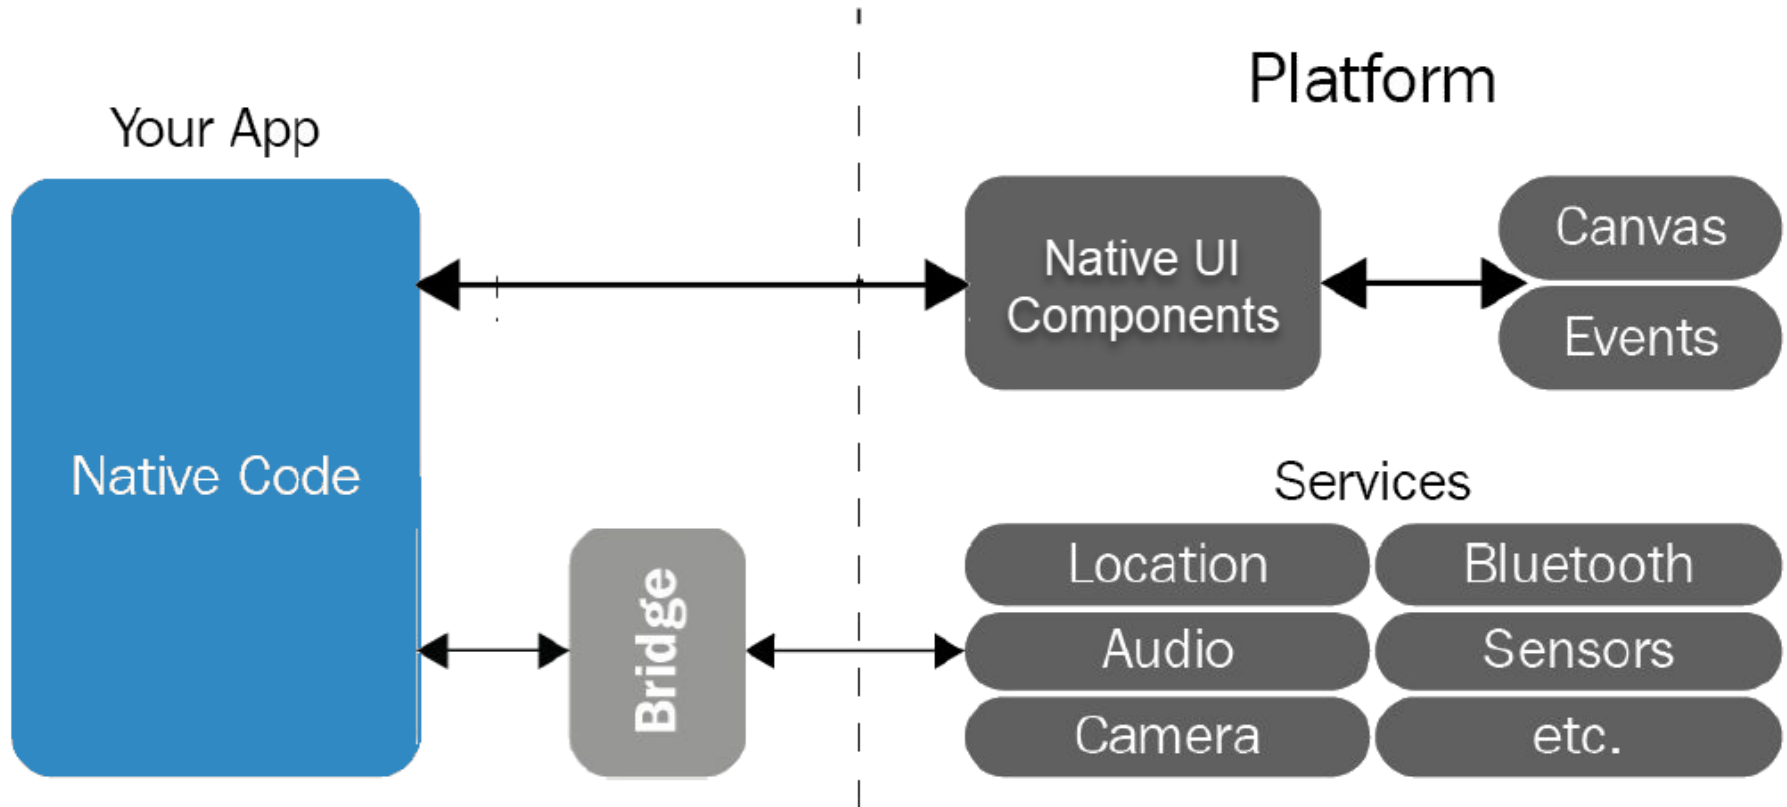 Platform
Your App
Native UI
Components
Canvas
Events
Native Code
Services
Location
Bluetooth
Bridge
Audio
Sensors
Camera
etc.